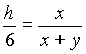 h/6 = x/(x + y)